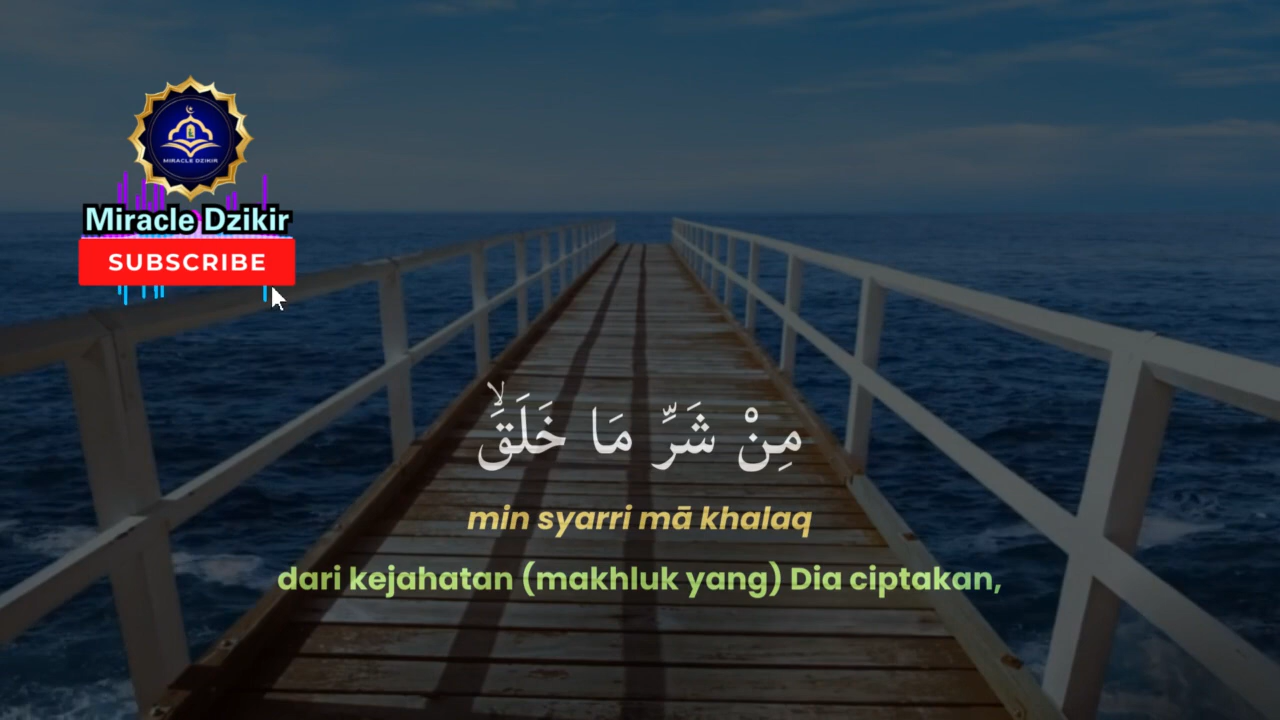 MIRACLE DZIKIR
Miracle Dzikir
SUBSCRIBE
مِنْ شَرِّ مَا خَلَقَۙ
min syarri mā khalaq
dari kejahatan (makhluk yang) Dia ciptakan,